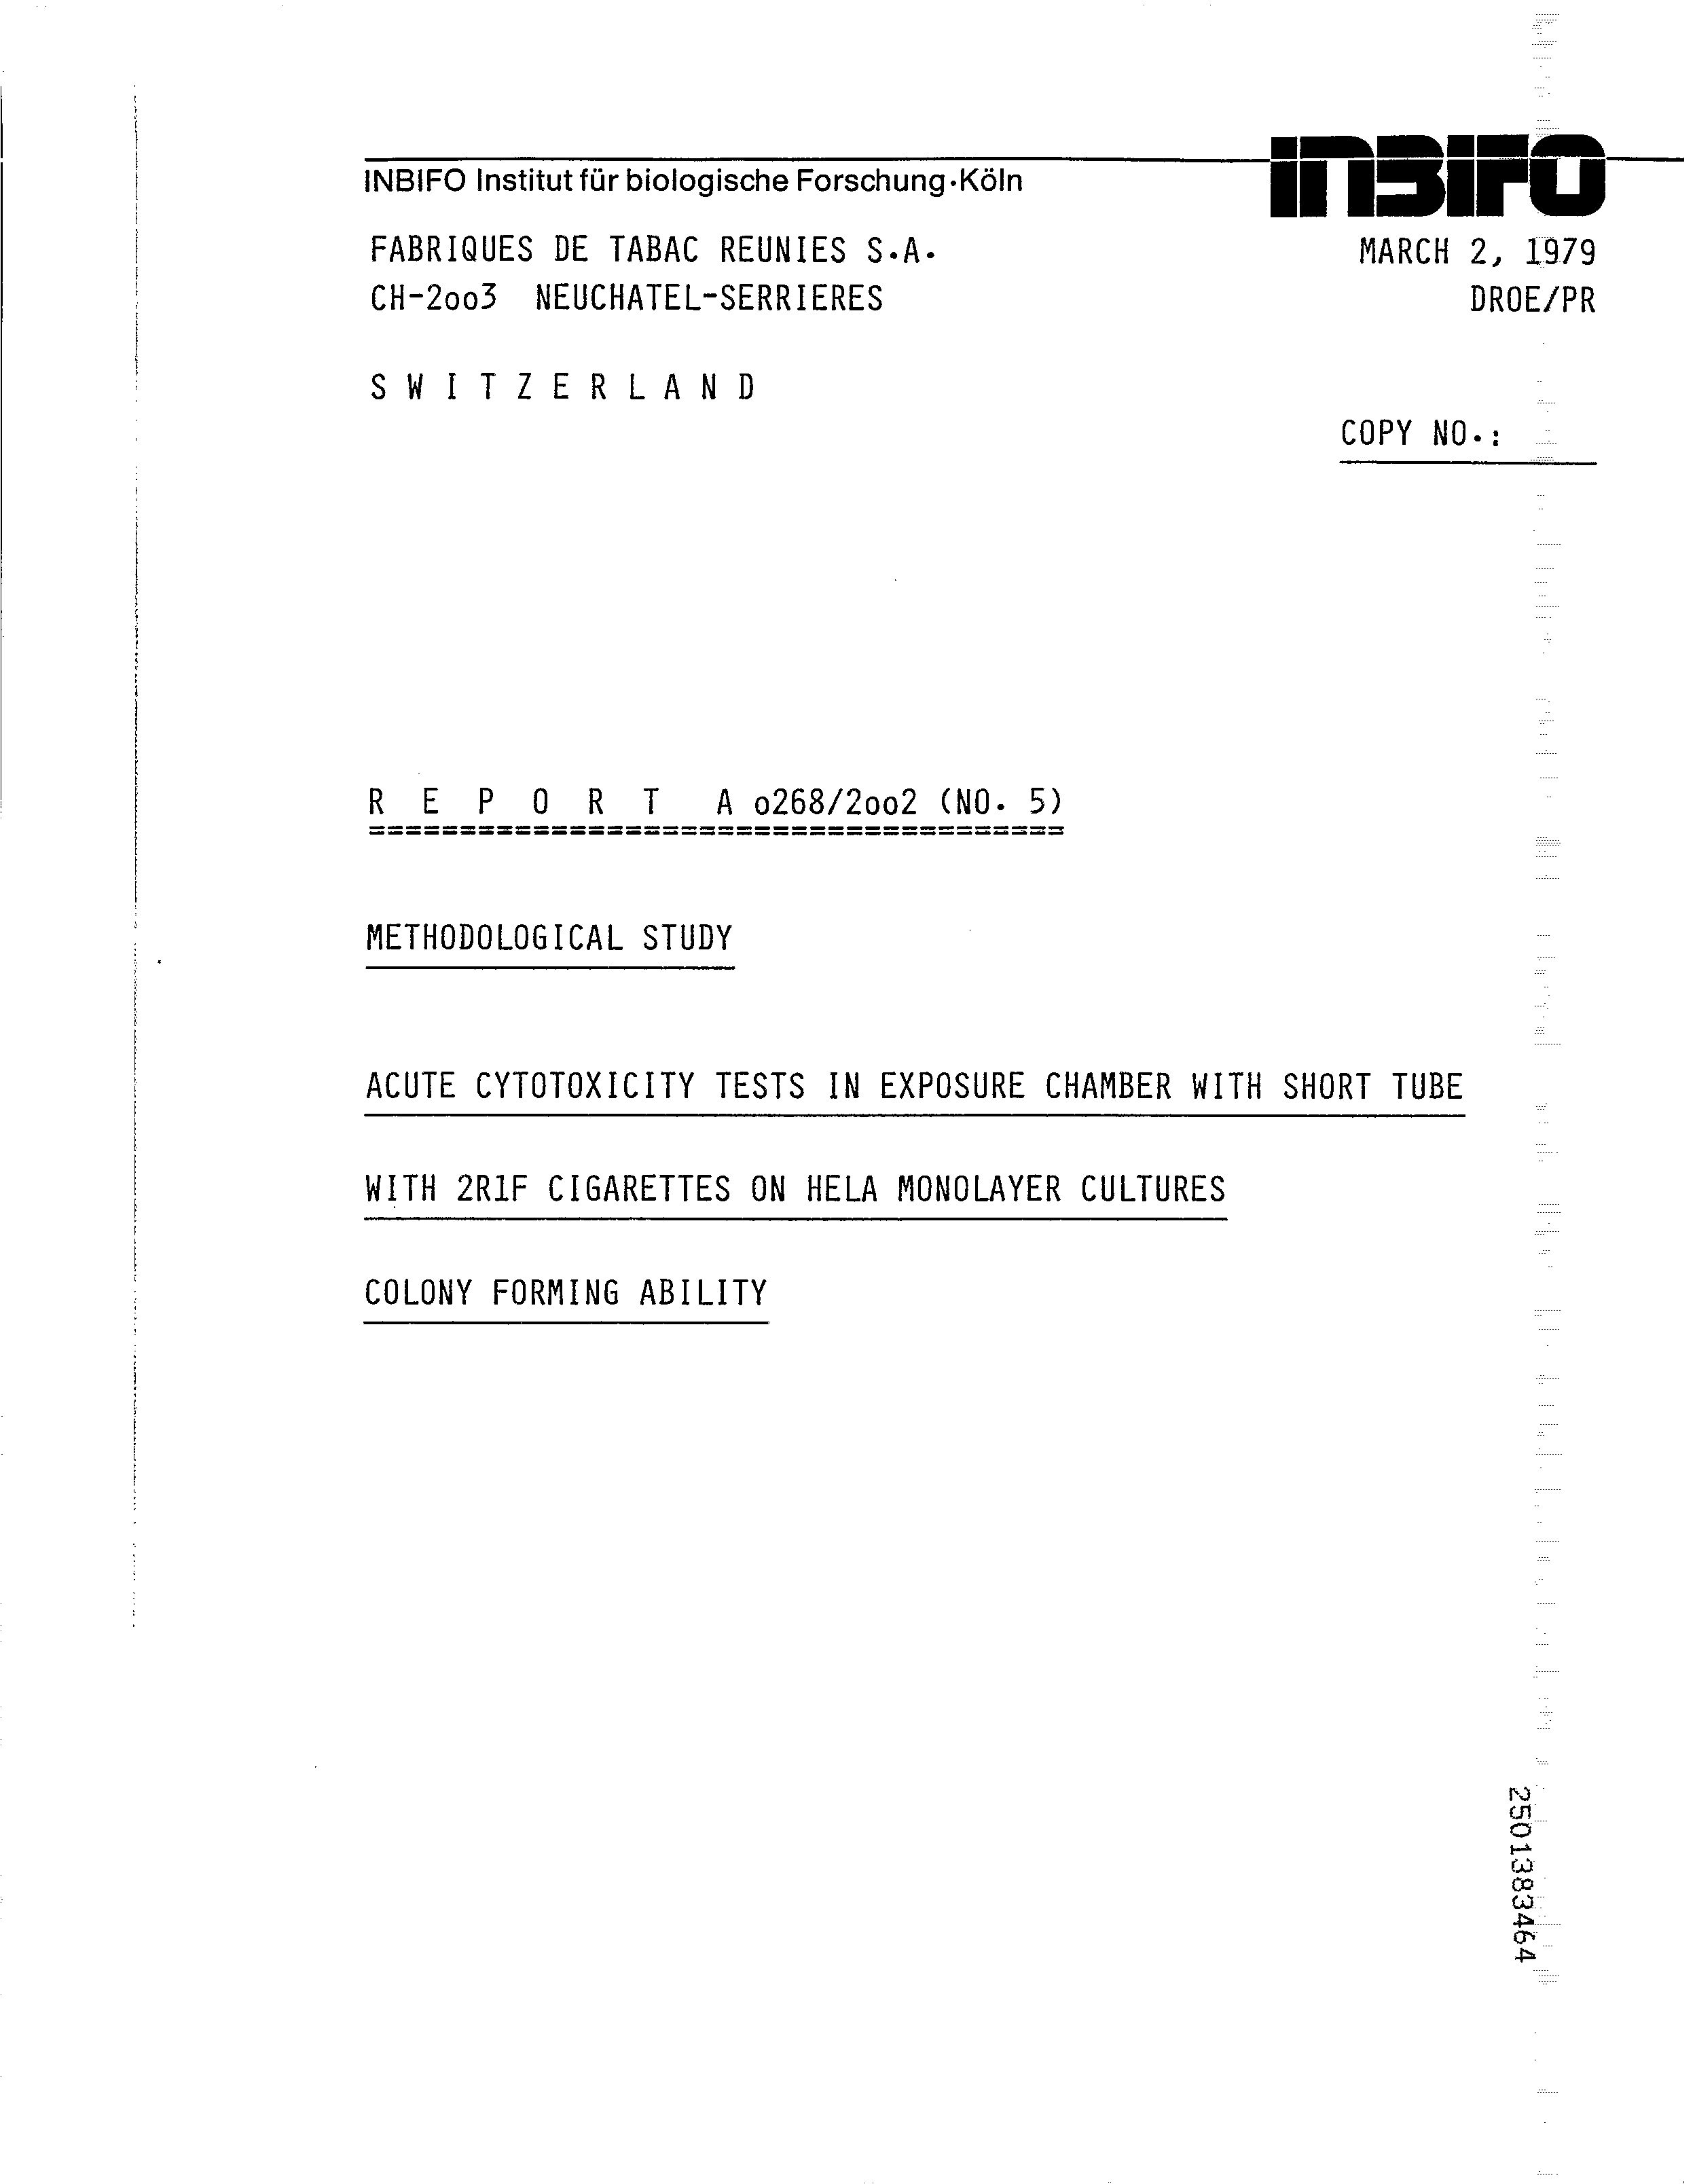 INBIFO
INBIFO Institut für biologische Forschung·Köln
FABRIQUES DE TABAC REUNIES S.A.
MARCH 2, 1979
CH-2oo3 NEUCHATEL-SERRIERES
DROE/PR
S W I T Z E R L A N D
COPY NO.:
R E P O R T A o268/2oo2 (NO. 5)
=======================================
METHODOLOGICAL STUDY
ACUTE CYTOTOXICITY TESTS IN EXPOSURE CHAMBER WITH SHORT TUBE
WITH 2R1F CIGARETTES ON HELA MONOLAYER CULTURES
COLONY FORMING ABILITY
2501383464